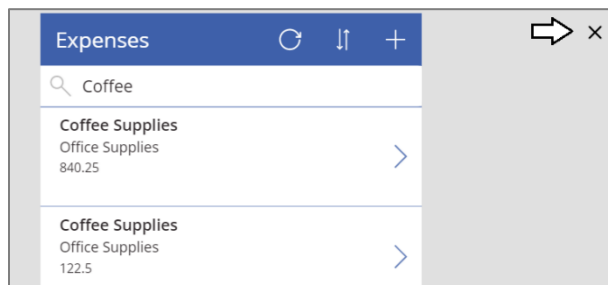 Expenses
Coffee
Coffee Supplies
Office Supplies
840.25
Coffee Supplies
Office Supplies
122.5